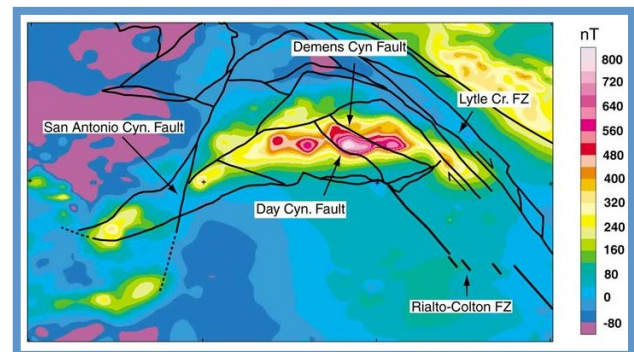 nT
Demens Cyn Fault
800
720
Lytle Cr. FZ
640
560
San Antonio Cyn. Fault
480
400
320
Day Cyn. Fault
240
160
80
Rialto-Colton FZ
0
-80